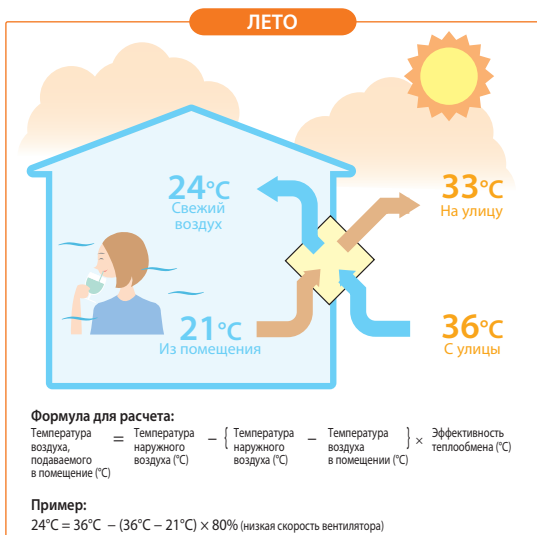 ЛЕТО
24°C
Свежий
воздух
33°C
На улицу
21°C
Из помещения
36°C
С улицы
Формула для расчета:
Температура
воздуха,
подаваемого
в помещение (°C)
=
Температура
наружного
воздуха (°C)
– {
Температура
наружного
воздуха (°C)
–
Температура
воздуха
в помещении (°C)
} ×
Эффективность
теплообмена (°C)
Пример:
24°C = 36°C – (36°C – 21°C) × 80% (низкая скорость вентилятора)